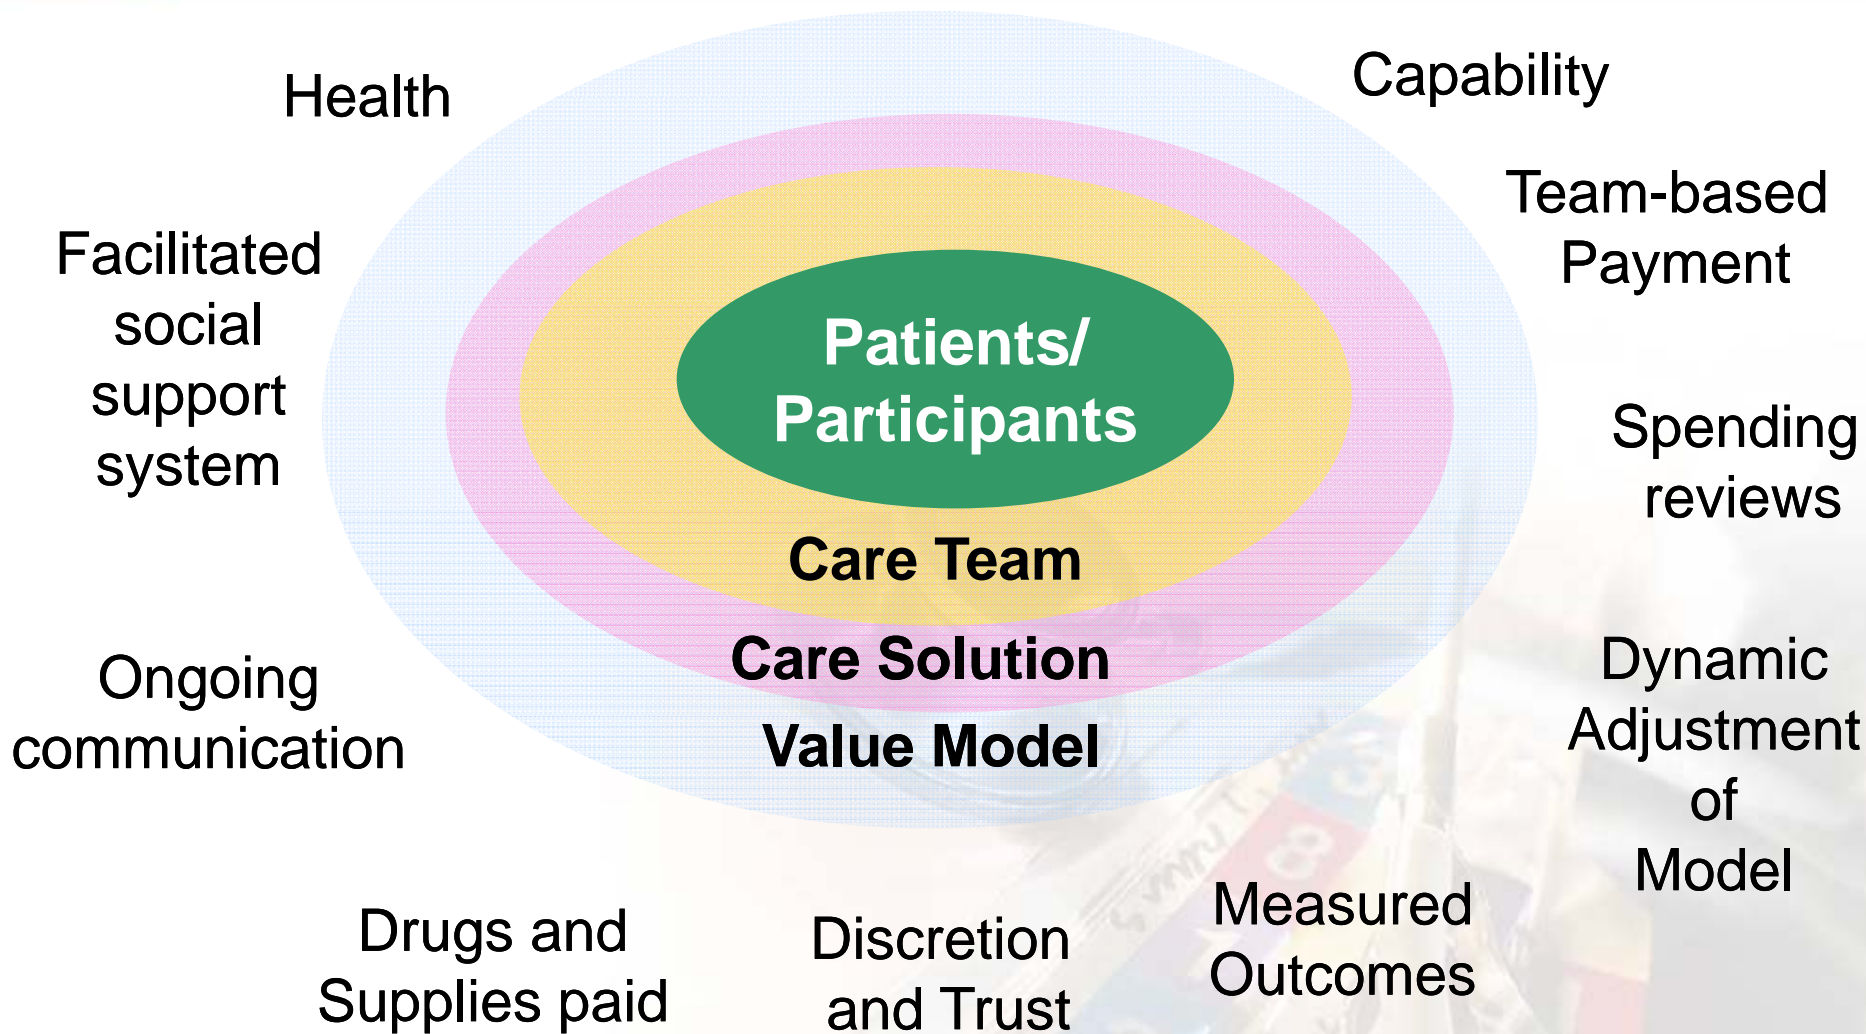 Health
Capability
Team-based
Payment
Facilitated
social
support
system
Patients/
Participants
Spending
reviews
Care Team
Care Solution
Value Model
Ongoing
communication
Dynamic
Adjustment
of
Model
Drugs and
Supplies paid
Discretion
and Trust
Measured
Outcomes
8